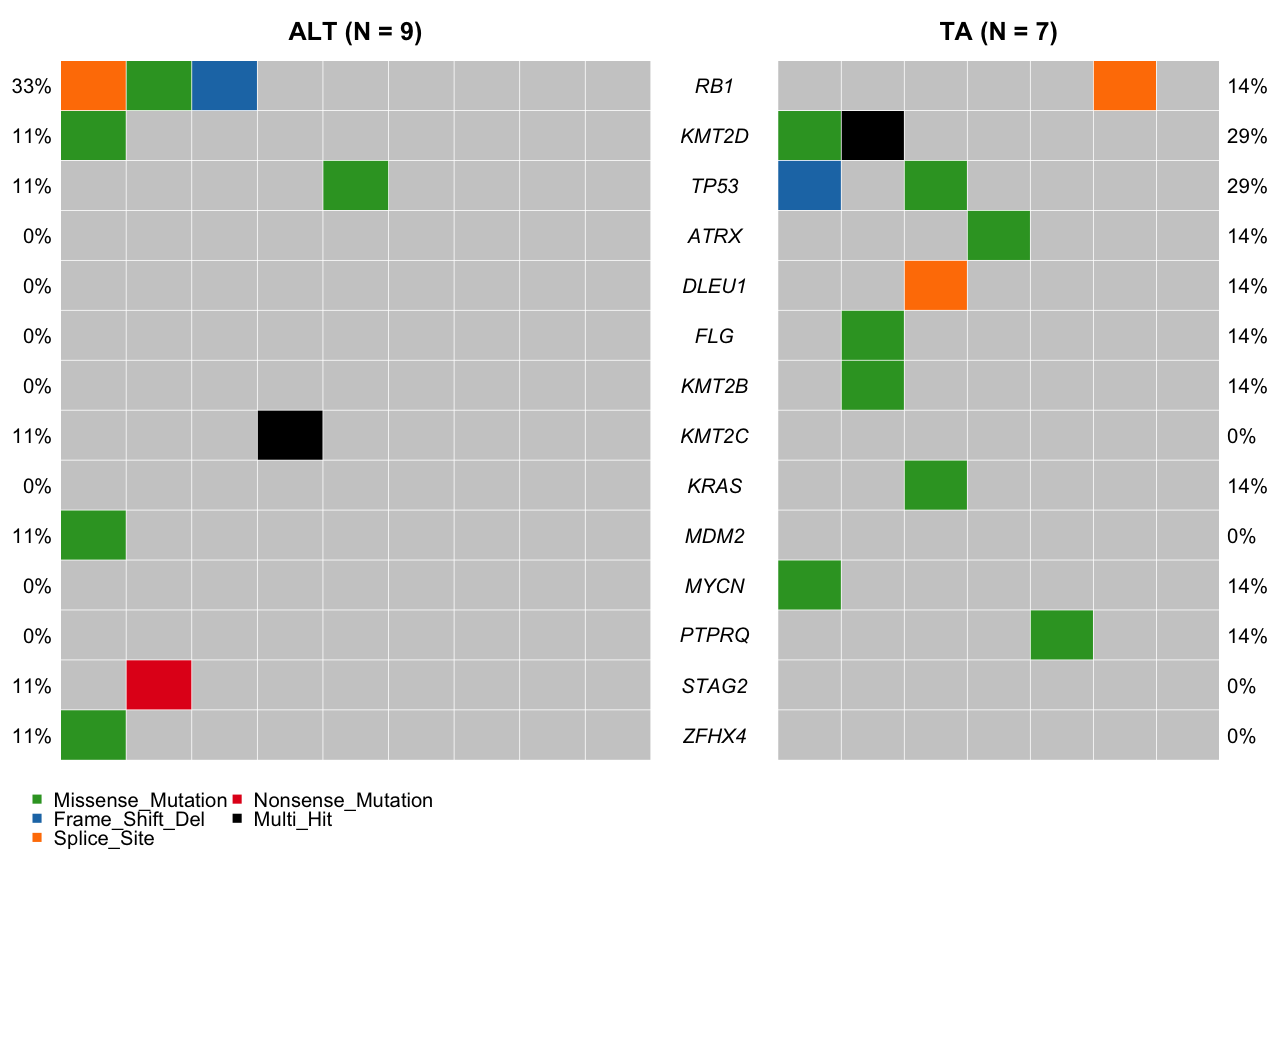 ALT (N = 9) TA (N = 7)
33% RB1 14%
11% KMT2D 29%
11% TP53 29%
0% ATRX 14%
0% DLEU1 14%
0% FLG 14%
0% KMT2B 14%
11% KMT2C 0%
0% KRAS 14%
11% MDM2 0%
0% MYCN 14%
0% PTPRQ 14%
11% STAG2 0%
11% ZFHX4 0%
Missense_Mutation Nonsense_Mutation
Frame_Shift_Del Multi_Hit
Splice_Site